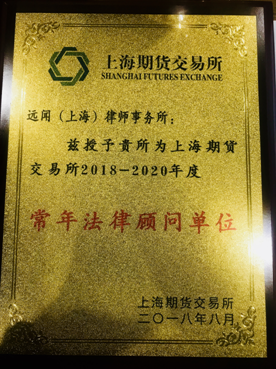 上海期货交易所
SHANGHAI FUTURES EXCHANGE
远闻（上海）律师事务所：
兹授予贵所为上海期货
交易所2018-2020年度
常年法律顾问单位
上海期货交易所
二〇一八年八月